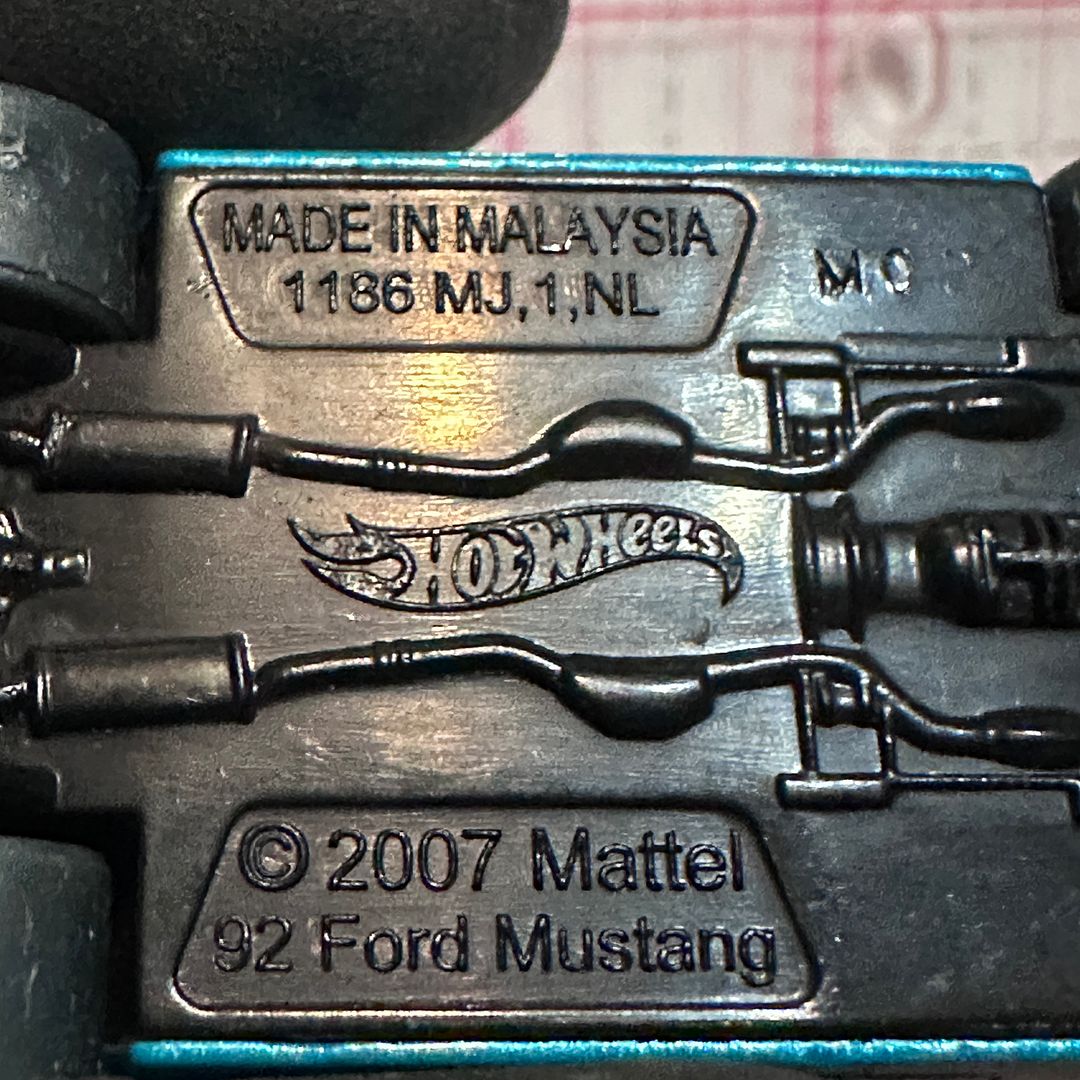 MADE IN MALAYSIA
1186 MJ,1,NL
HOT WHEELS
© 2007 Mattel
92 Ford Mustang